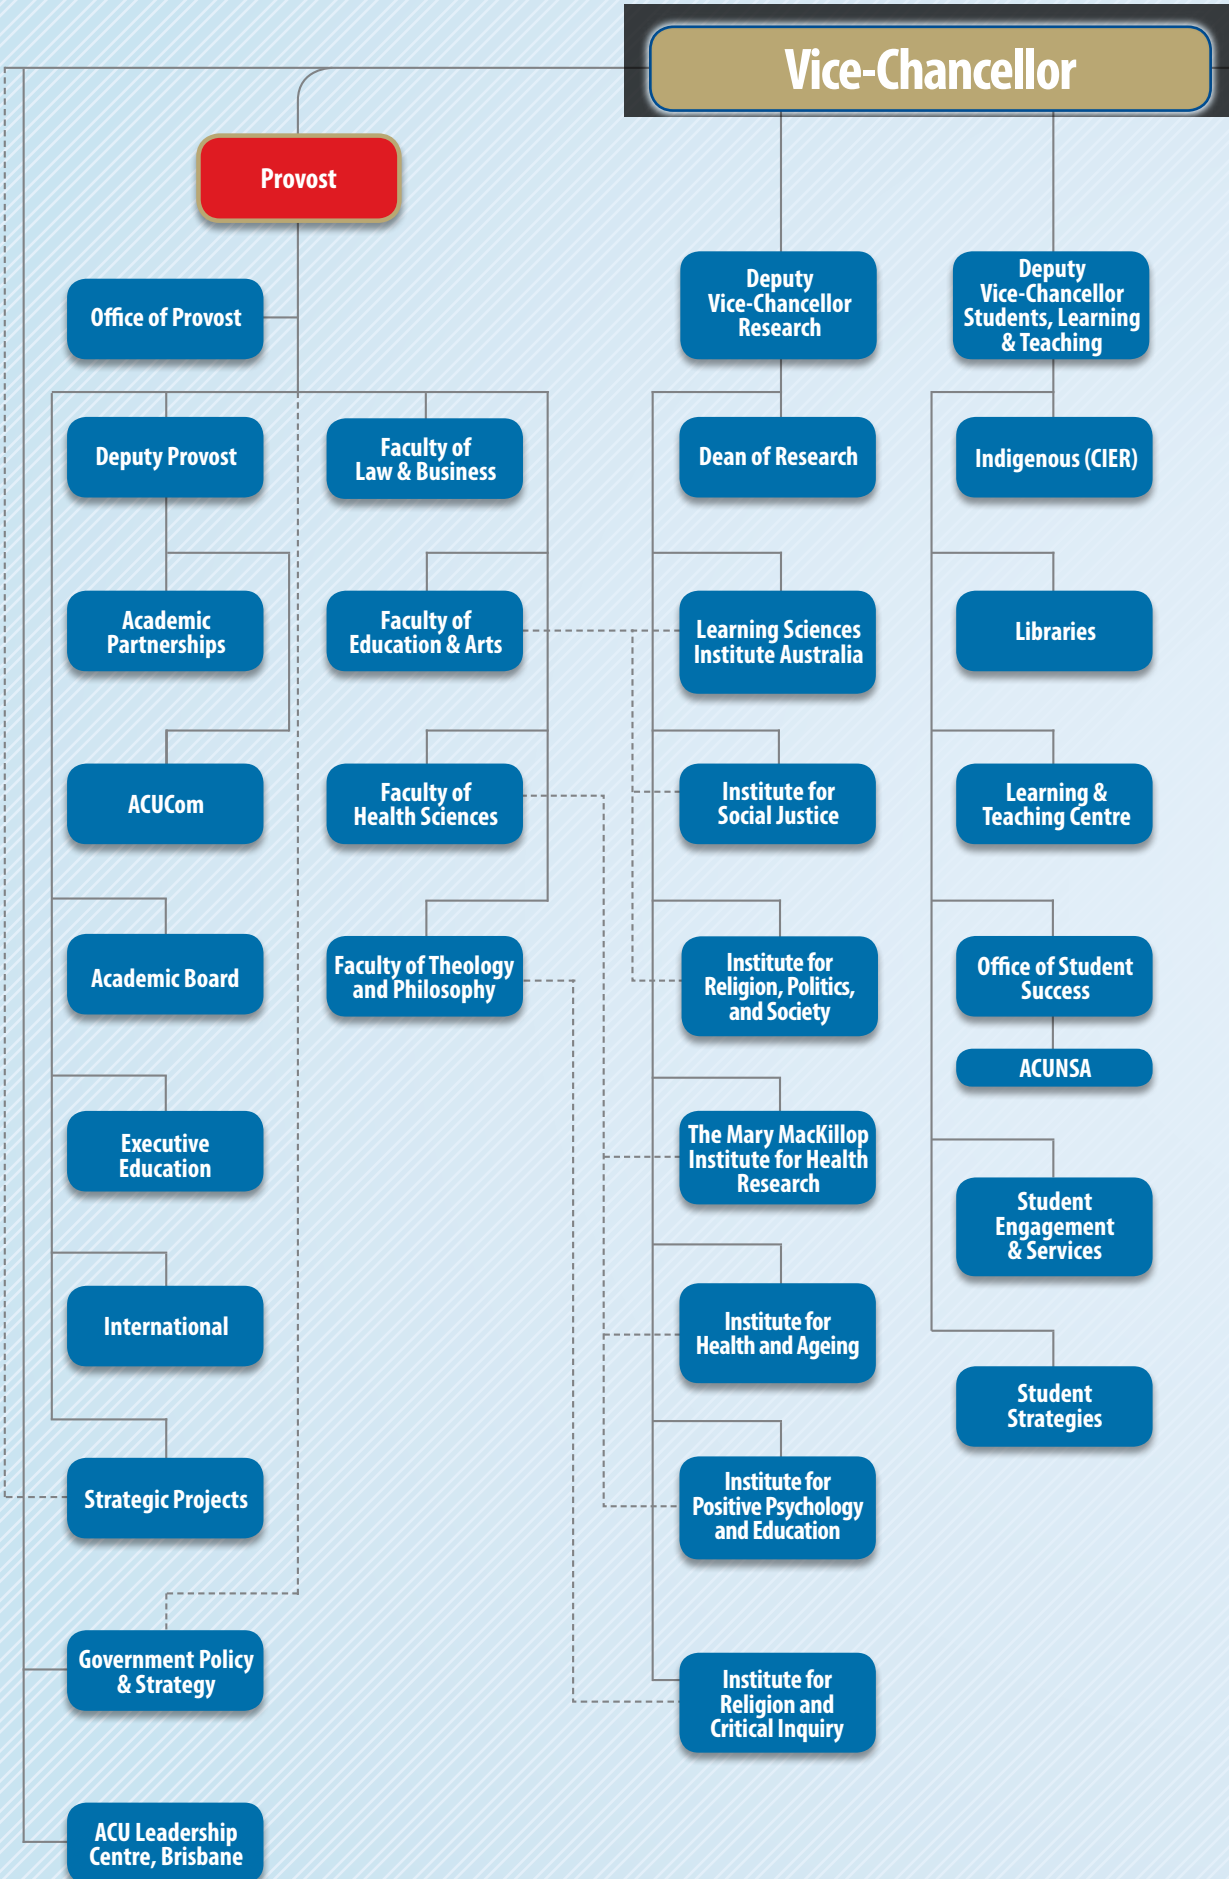 Vice-Chancellor
Provost
Office of Provost
Deputy
Vice-Chancellor
Research
Deputy
Vice-Chancellor
Students, Learning
& Teaching
Deputy Provost
Faculty of
Law & Business
Dean of Research
Indigenous (CIER)
Academic
Partnerships
Faculty of
Education & Arts
Learning Sciences
Institute Australia
Libraries
ACUCom
Faculty of
Health Sciences
Institute for
Social Justice
Learning &
Teaching Centre
Academic Board
Faculty of Theology
and Philosophy
Institute for
Religion, Politics,
and Society
Office of Student
Success
ACUNSA
Executive
Education
The Mary MacKillop
Institute for Health
Research
Student
Engagement
& Services
International
Institute for
Health and Ageing
Student
Strategies
Strategic Projects
Institute for
Positive Psychology
and Education
Government Policy
& Strategy
Institute for
Religion and
Critical Inquiry
ACU Leadership
Centre, Brisbane